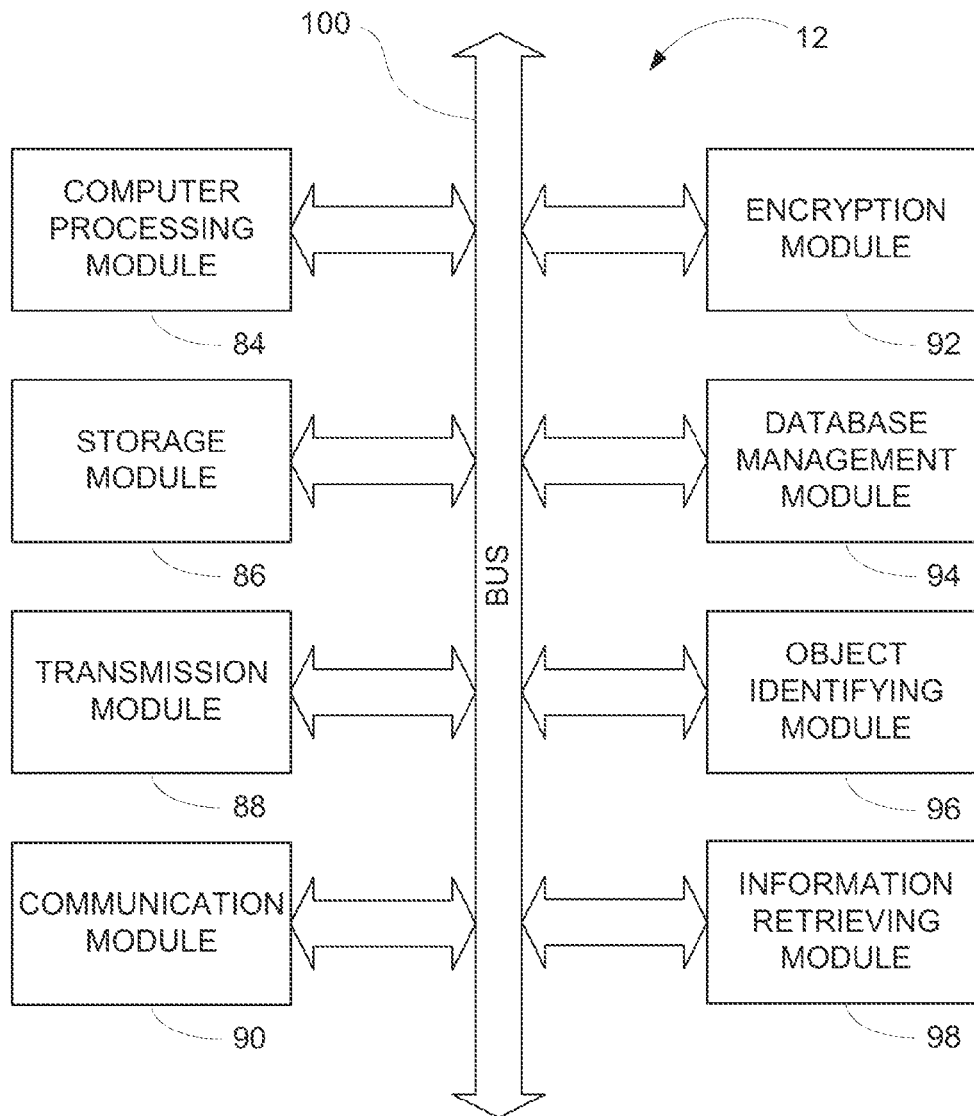 100
12
COMPUTER
PROCESSING
MODULE
84
ENCRYPTION
MODULE
92
STORAGE
MODULE
86
DATABASE
MANAGEMENT
MODULE
94
BUS
TRANSMISSION
MODULE
88
OBJECT
IDENTIFYING
MODULE
96
COMMUNICATION
MODULE
90
INFORMATION
RETRIEVING
MODULE
98